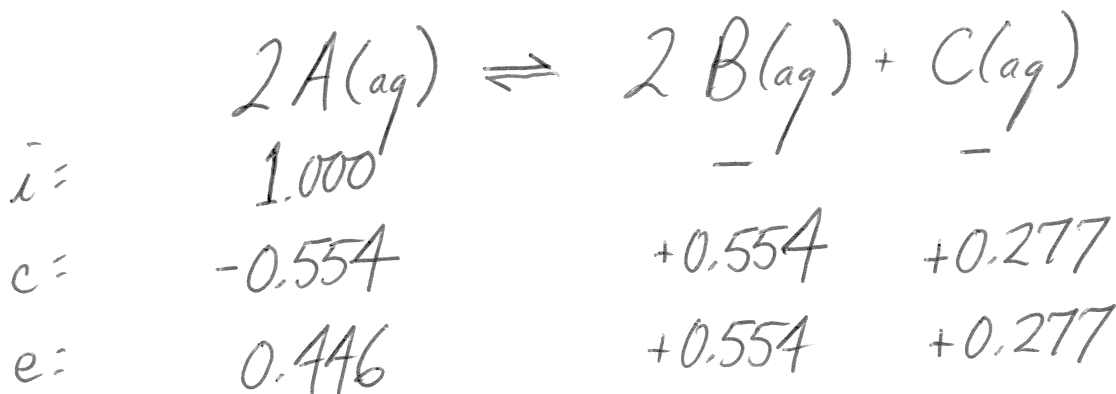 2A(aq) ⇌ 2B(aq) + C(aq)
i= 1.000 - -
c= -0.554 +0.554 +0.277
e= 0.446 +0.554 +0.277